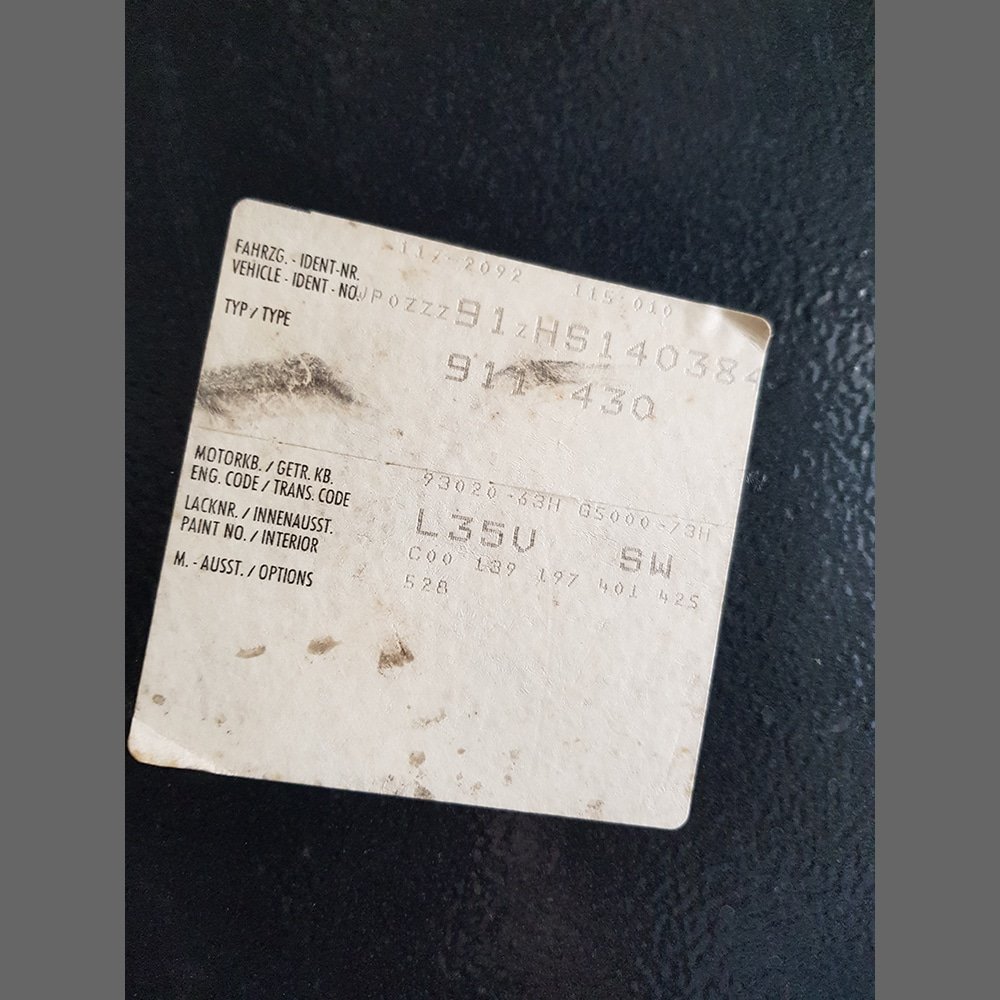 117-2092 115 010
FAHRZG. - IDENT-NR.
VEHICLE - IDENT - NO.
WP0ZZZ91ZHS140384
TYP / TYPE
911 430
MOTORKB. / GETR. KB.
ENG. CODE / TRANS. CODE
93020-63H G5000-73H
LACKNR. / INNENAUSST.
PAINT NO. / INTERIOR
L35V SW
M. - AUSST. / OPTIONS
C00 139 197 401 425
528